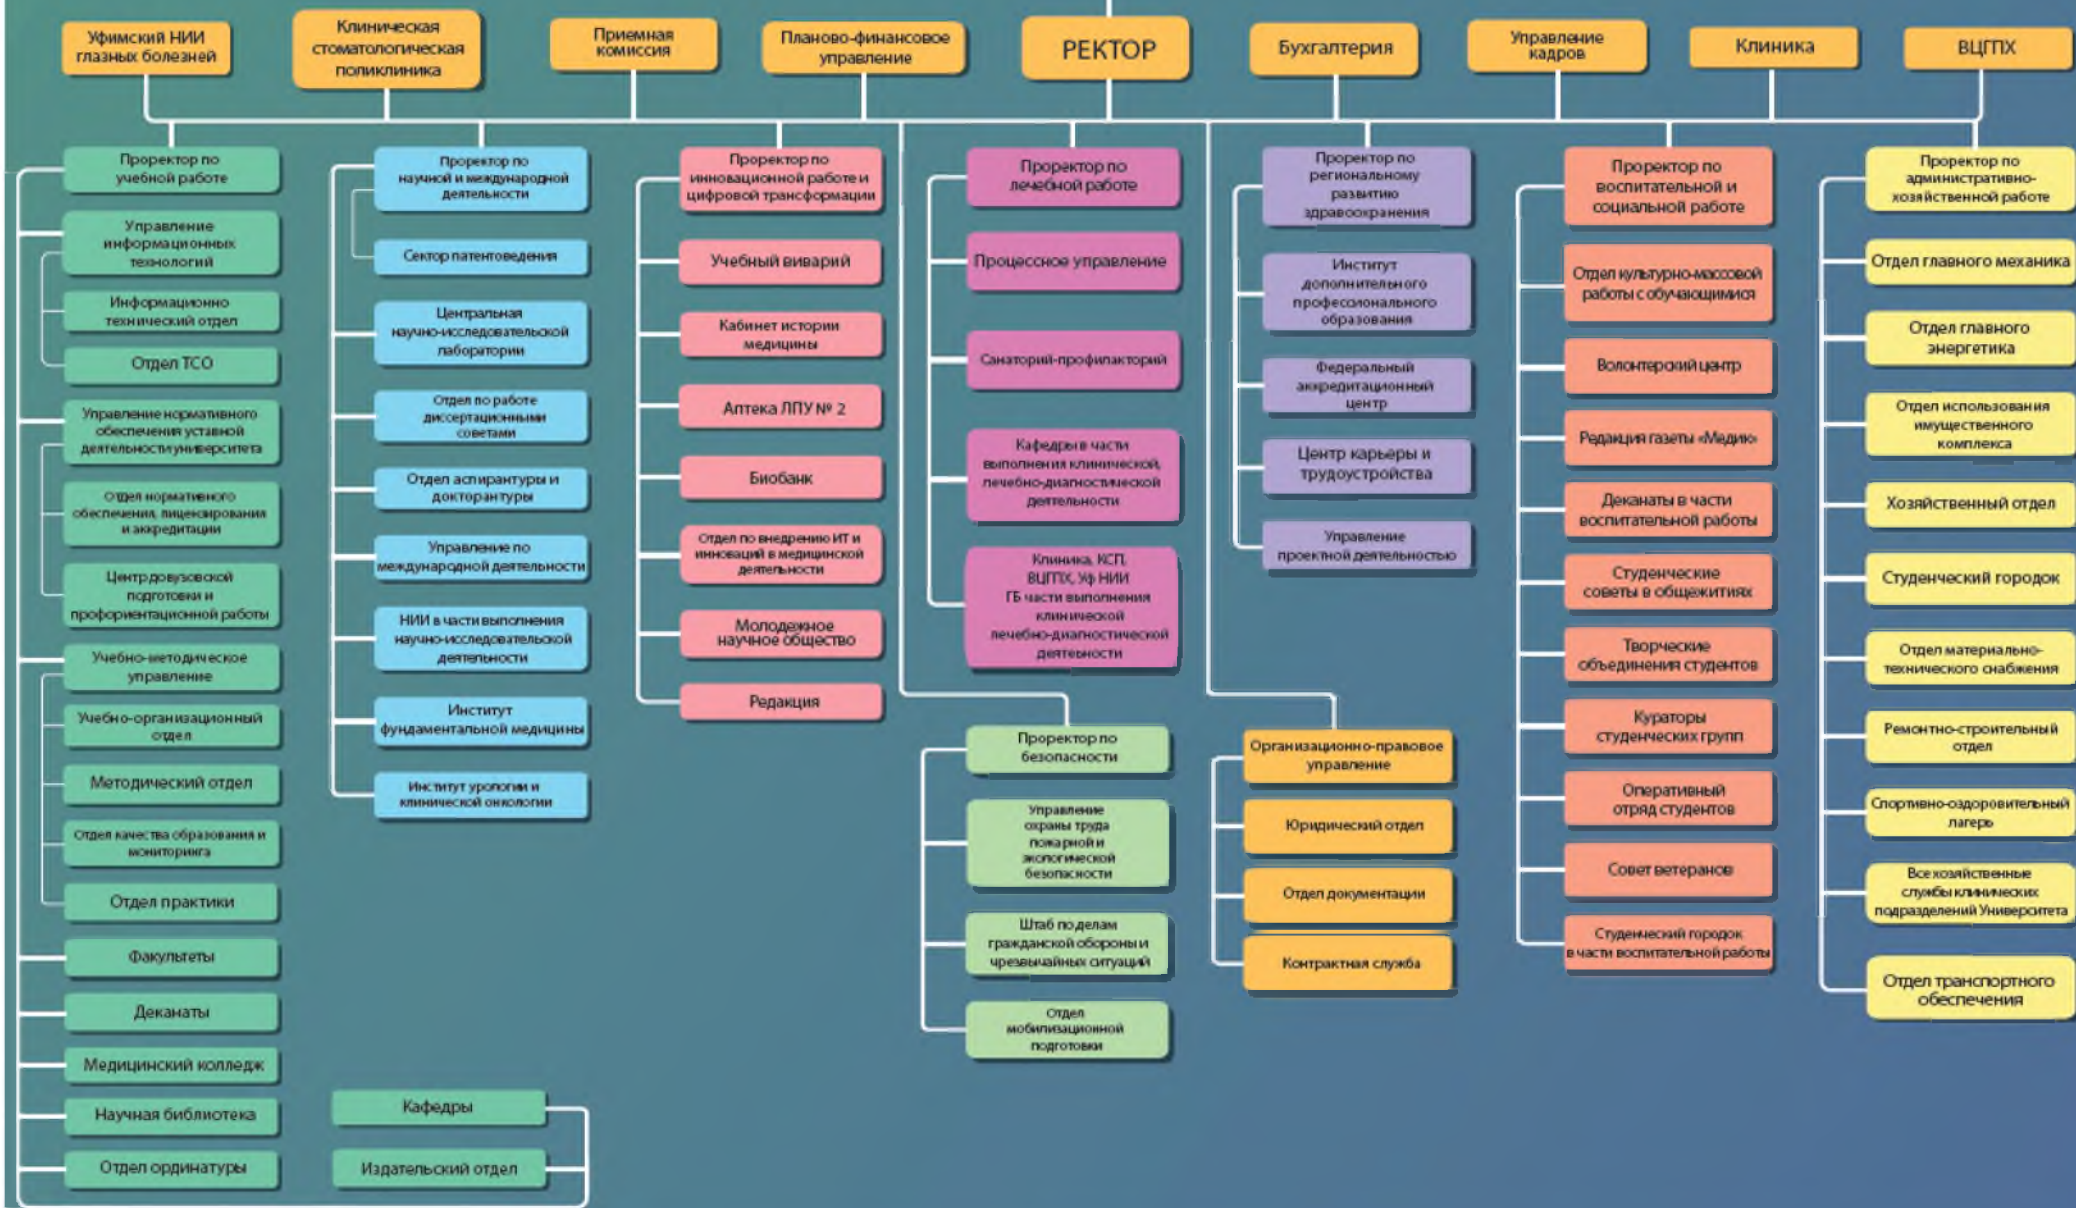 Уфимский НИИ
глазных болезней
Клиническая
стоматологическая
поликлиника
Приемная
комиссия
Планово-финансовое
управление
РЕКТОР
Бухгалтерия
Управление
кадров
Клиника
ВЦГПХ
Проректор по
учебной работе
Управление
информационных
технологий
Информационно
технический отдел
Отдел ТСО
Управление нормативного
обеспечения уставной
деятельности университета
Отдел нормативного
обеспечения, лицензирования
и аккредитации
Центр довузовской
подготовки и
профориентационной работы
Учебно-методическое
управление
Учебно-организационный
отдел
Методический отдел
Отдел качества образования и
мониторинга
Отдел практики
Факультеты
Деканаты
Медицинский колледж
Научная библиотека
Отдел ординатуры
Кафедры
Издательский отдел
Проректор по
научной и международной
деятельности
Сектор патентоведения
Центральная
научно-исследовательской
лаборатории
Отдел по работе
диссертационными
советами
Отдел аспирантуры и
докторантуры
Управление по
международной деятельности
НИИ в части выполнения
научно-исследовательской
деятельности
Институт
фундаментальной медицины
Институт урологии и
клинической онкологии
Проректор по
инновационной работе и
цифровой трансформации
Учебный виварий
Кабинет истории
медицины
Аптека ЛПУ № 2
Биобанк
Отдел по внедрению ИТ и
инноваций в медицинской
деятельности
Молодежное
научное общество
Редакция
Проректор по
лечебной работе
Процессное управление
Санаторий-профилакторий
Кафедры в части
выполнения клинической,
лечебно-диагностической
деятельности
Клиника, КСП,
ВЦГПХ, Уф НИИ
ГБ части выполнения
клинической
лечебно-диагностической
деятеьности
Проректор по
безопасности
Управление
охраны труда
пожарной и
экологической
безопасности
Штаб по делам
гражданской обороны и
чрезвычайных ситуаций
Отдел
мобилизационной
подготовки
Проректор по
региональному
развитию
здравоохранения
Институт
дополнительного
профессионального
образования
Федеральный
аккредитационный
центр
Центр карьеры и
трудоустройства
Управление
проектной деятельностью
Организационно-правовое
управление
Юридический отдел
Отдел документации
Контрактная служба
Проректор по
воспитательной и
социальной работе
Отдел культурно-массовой
работы с обучающимися
Волонтерский центр
Редакция газеты «Медик»
Деканаты в части
воспитательной работы
Студенческие
советы в общежитиях
Творческие
объединения студентов
Кураторы
студенческих групп
Оперативный
отряд студентов
Совет ветеранов
Студенческий городок
в части воспитательной работы
Проректор по
административно-
хозяйственной работе
Отдел главного механика
Отдел главного
энергетика
Отдел использования
имущественного
комплекса
Хозяйственный отдел
Студенческий городок
Отдел материально-
технического снабжения
Ремонтно-строительный
отдел
Спортивно-оздоровительный
лагерь
Все хозяйственные
службы клинических
подразделений Университета
Отдел транспортного
обеспечения